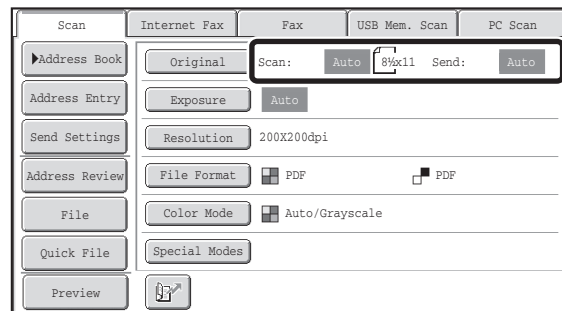 Scan Internet Fax Fax USB Mem. Scan PC Scan
▶Address Book Original Scan: Auto 8½x11 Send: Auto
Address Entry Exposure Auto
Send Settings Resolution 200X200dpi
Address Review File Format PDF PDF
File Color Mode Auto/Grayscale
Quick File Special Modes
Preview